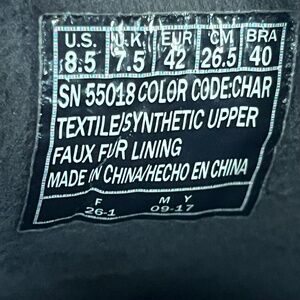 U.S. U.K. EUR CM BRA
8.5 7.5 42 26.5 40
SN 55018 COLOR CODE:CHAR
TEXTILE/SYNTHETIC UPPER
FAUX FUR LINING
MADE IN CHINA/HECHO EN CHINA
F M Y
26-1 09-17